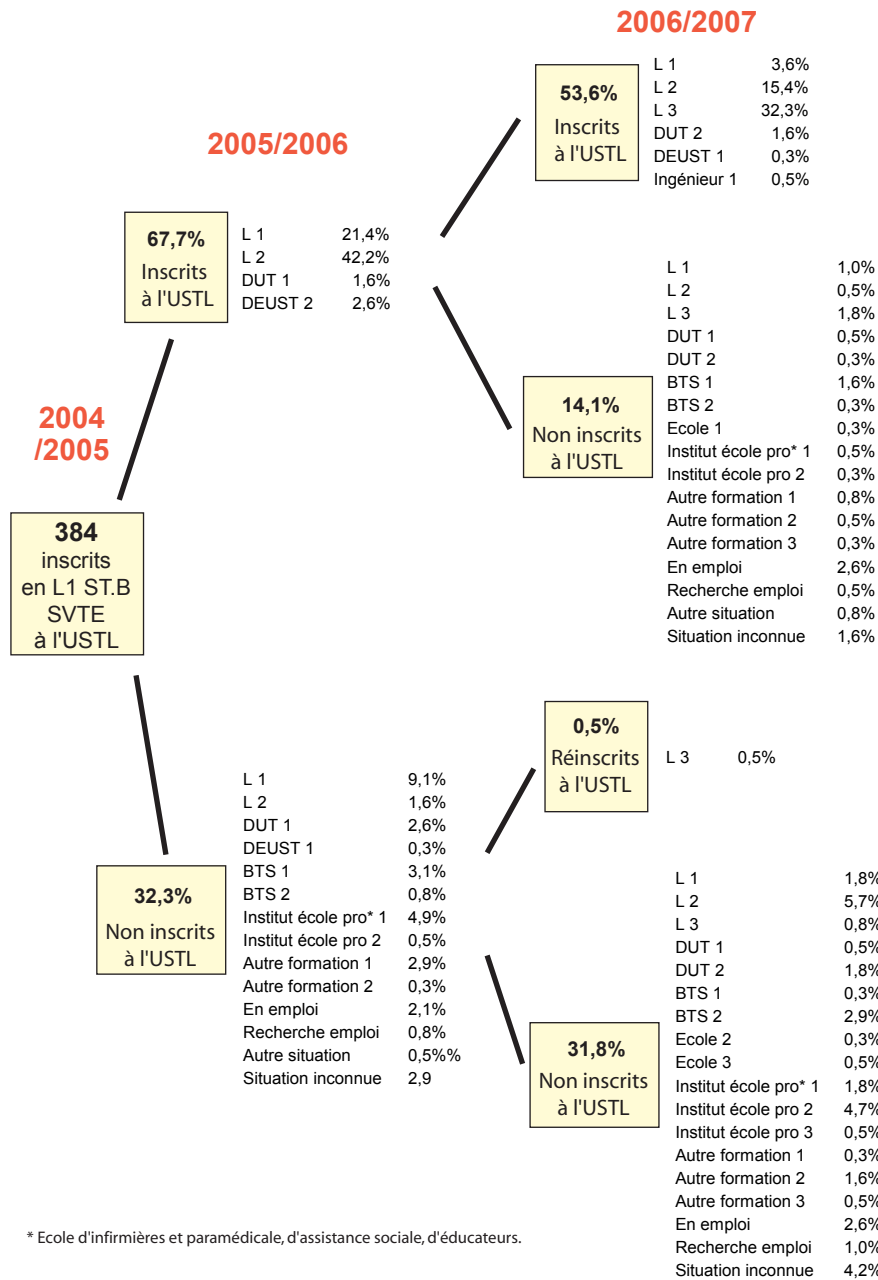 2006/2007
53,6%
Inscrits
à l'USTL
L 1 3,6%
L 2 15,4%
L 3 32,3%
DUT 2 1,6%
DEUST 1 0,3%
Ingénieur 1 0,5%
2005/2006
67,7%
Inscrits
à l'USTL
L 1 21,4%
L 2 42,2%
DUT 1 1,6%
DEUST 2 2,6%
14,1%
Non inscrits
à l'USTL
L 1 1,0%
L 2 0,5%
L 3 1,8%
DUT 1 0,5%
DUT 2 0,3%
BTS 1 1,6%
BTS 2 0,3%
Ecole 1 0,3%
Institut école pro* 1 0,5%
Institut école pro 2 0,3%
Autre formation 1 0,8%
Autre formation 2 0,5%
Autre formation 3 0,3%
En emploi 2,6%
Recherche emploi 0,5%
Autre situation 0,8%
Situation inconnue 1,6%
2004
/2005
384
inscrits
en L1 ST.B
SVTE
à l'USTL
0,5%
Réinscrits
à l'USTL
L 3 0,5%
32,3%
Non inscrits
à l'USTL
L 1 9,1%
L 2 1,6%
DUT 1 2,6%
DEUST 1 0,3%
BTS 1 3,1%
BTS 2 0,8%
Institut école pro* 1 4,9%
Institut école pro 2 0,5%
Autre formation 1 2,9%
Autre formation 2 0,3%
En emploi 2,1%
Recherche emploi 0,8%
Autre situation 0,5%%
Situation inconnue 2,9
31,8%
Non inscrits
à l'USTL
L 1 1,8%
L 2 5,7%
L 3 0,8%
DUT 1 0,5%
DUT 2 1,8%
BTS 1 0,3%
BTS 2 2,9%
Ecole 2 0,3%
Ecole 3 0,5%
Institut école pro* 1 1,8%
Institut école pro 2 4,7%
Institut école pro 3 0,5%
Autre formation 1 0,3%
Autre formation 2 1,6%
Autre formation 3 0,5%
En emploi 2,6%
Recherche emploi 1,0%
Situation inconnue 4,2%
* Ecole d'infirmières et paramédicale, d'assistance sociale, d'éducateurs.